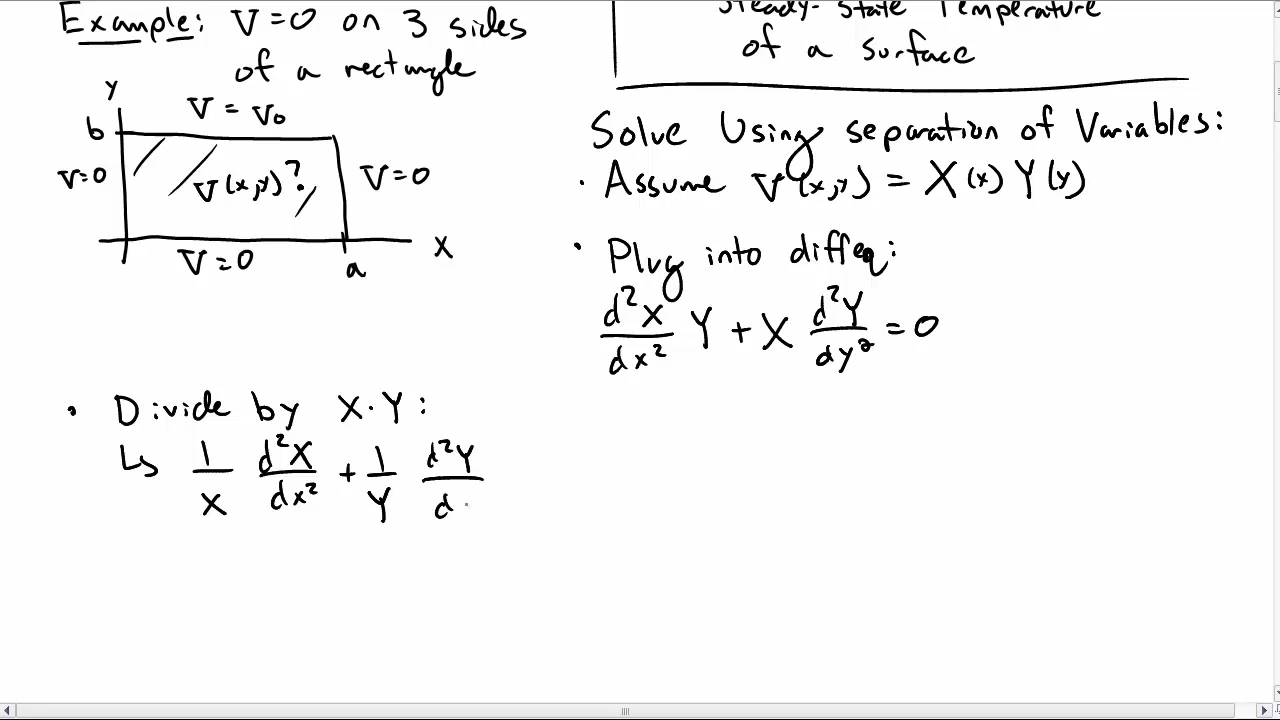 Example: V=0 on 3 sides
of a rectangle
y
V = V₀
b
V=0
V(x,y)?
V=0
V=0
a
x
Steady-State Temperature
of a surface
Solve Using separation of Variables:
· Assume V(x,y) = X(x) Y(y)
· Plug into diffeq:
d²X/dx² Y + X d²Y/dy² = 0
· Divide by X·Y:
↳ 1/X d²X/dx² + 1/Y d²Y/d